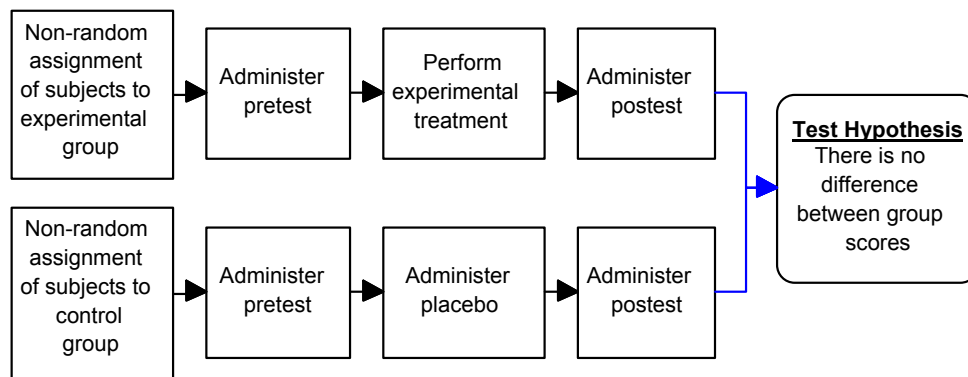 Non-random
assignment
of subjects to
experimental
group
Administer
pretest
Perform
experimental
treatment
Administer
postest
Test Hypothesis
There is no
difference
between group
scores
Non-random
assignment
of subjects to
control
group
Administer
pretest
Administer
placebo
Administer
postest